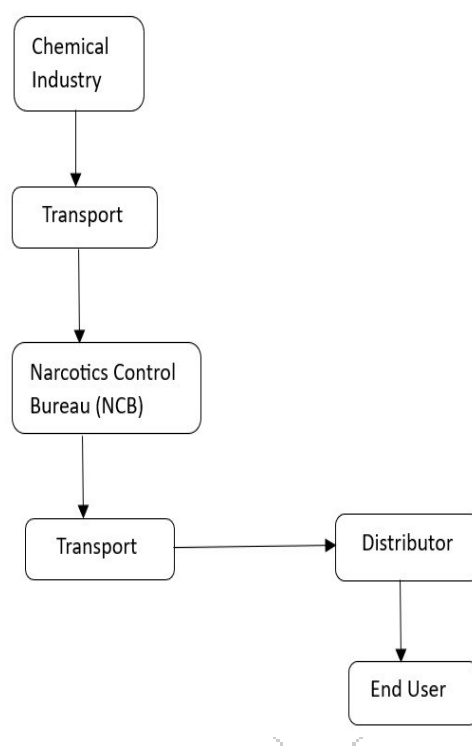 Chemical
Industry
Transport
Narcotics Control
Bureau (NCB)
Transport
Distributor
End User